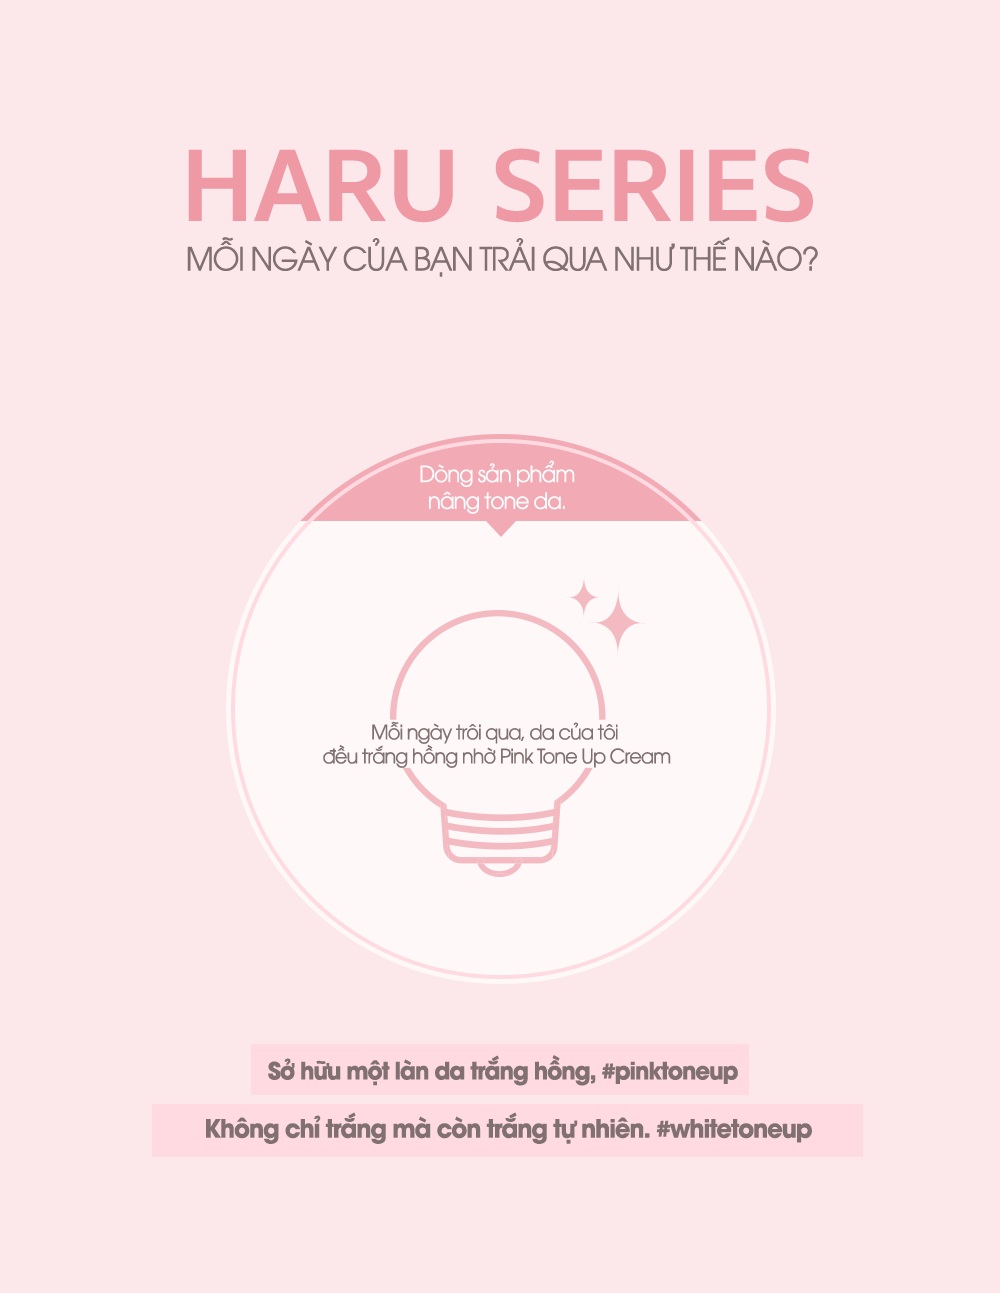 HARU SERIES
MỖI NGÀY CỦA BẠN TRẢI QUA NHƯ THẾ NÀO?
Dòng sản phẩm
nâng tone da.
Mỗi ngày trôi qua, da của tôi
đều trắng hồng nhờ Pink Tone Up Cream
Sở hữu một làn da trắng hồng, #pinktoneup
Không chỉ trắng mà còn trắng tự nhiên. #whitetoneup